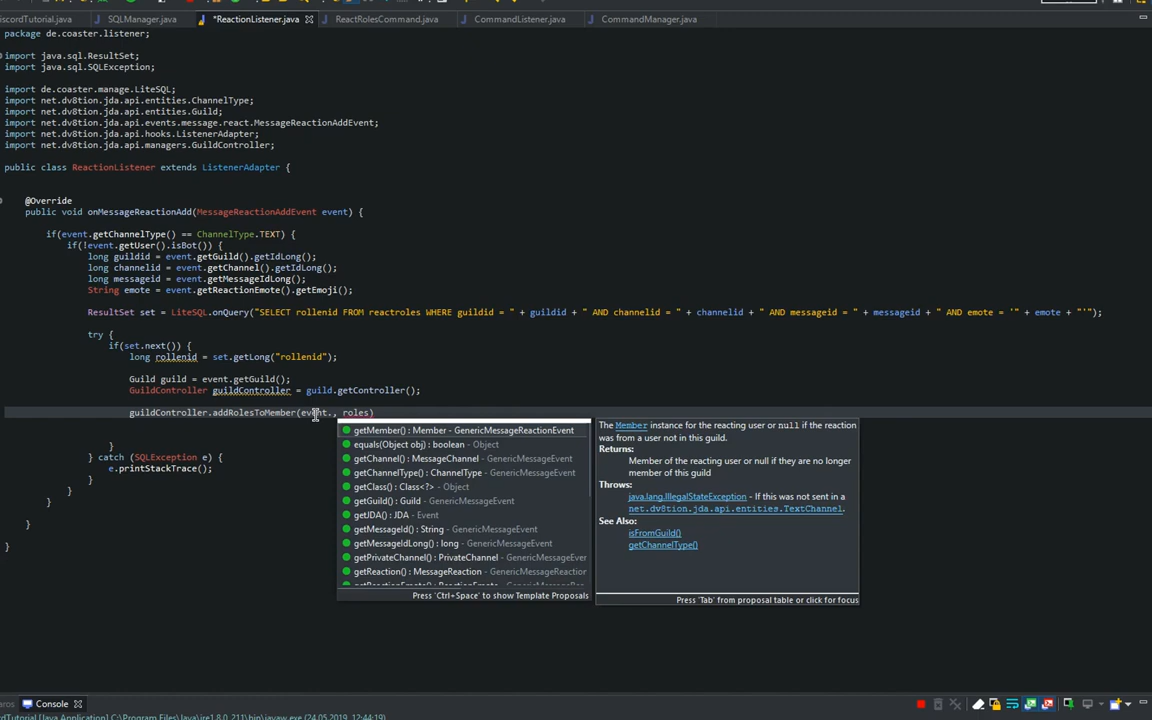 iscordTutorial.java SQLManager.java *ReactionListener.java ReactRolesCommand.java CommandListener.java CommandManager.java
package de.coaster.listener;
import java.sql.ResultSet;
import java.sql.SQLException;
import de.coaster.manage.LiteSQL;
import net.dv8tion.jda.api.entities.ChannelType;
import net.dv8tion.jda.api.entities.Guild;
import net.dv8tion.jda.api.events.message.react.MessageReactionAddEvent;
import net.dv8tion.jda.api.hooks.ListenerAdapter;
import net.dv8tion.jda.api.managers.GuildController;
public class ReactionListener extends ListenerAdapter {
@Override
public void onMessageReactionAdd(MessageReactionAddEvent event) {
if(event.getChannelType() == ChannelType.TEXT) {
if(!event.getUser().isBot()) {
long guildid = event.getGuild().getIdLong();
long channelid = event.getChannel().getIdLong();
long messageid = event.getMessageIdLong();
String emote = event.getReactionEmote().getEmoji();
ResultSet set = LiteSQL.onQuery("SELECT rollenid FROM reactroles WHERE guildid = " + guildid + " AND channelid = " + channelid + " AND messageid = " + messageid + " AND emote = '" + emote + "'");
try {
if(set.next()) {
long rollenid = set.getLong("rollenid");
Guild guild = event.getGuild();
GuildController guildController = guild.getController();
guildController.addRolesToMember(event., roles)
getMember() : Member - GenericMessageReactionEvent
equals(Object obj) : boolean - Object
getChannel() : MessageChannel - GenericMessageEvent
getChannelType() : ChannelType - GenericMessageEvent
getClass() : Class<?> - Object
getGuild() : Guild - GenericMessageEvent
getJDA() : JDA - Event
getMessageId() : String - GenericMessageEvent
getMessageIdLong() : long - GenericMessageEvent
getPrivateChannel() : PrivateChannel - GenericMessageEver
getReaction() : MessageReaction - GenericMessageReaction
Press 'Ctrl+Space' to show Template Proposals
The Member instance for the reacting user or null if the reaction
was from a user not in this guild.
Returns:
Member of the reacting user or null if they are no longer
member of this guild
Throws:
java.lang.IllegalStateException - If this was not sent in a
net.dv8tion.jda.api.entities.TextChannel.
See Also:
isFromGuild()
getChannelType()
Press 'Tab' from proposal table or click for focus
}
} catch (SQLException e) {
e.printStackTrace();
}
}
}
}
}
Console